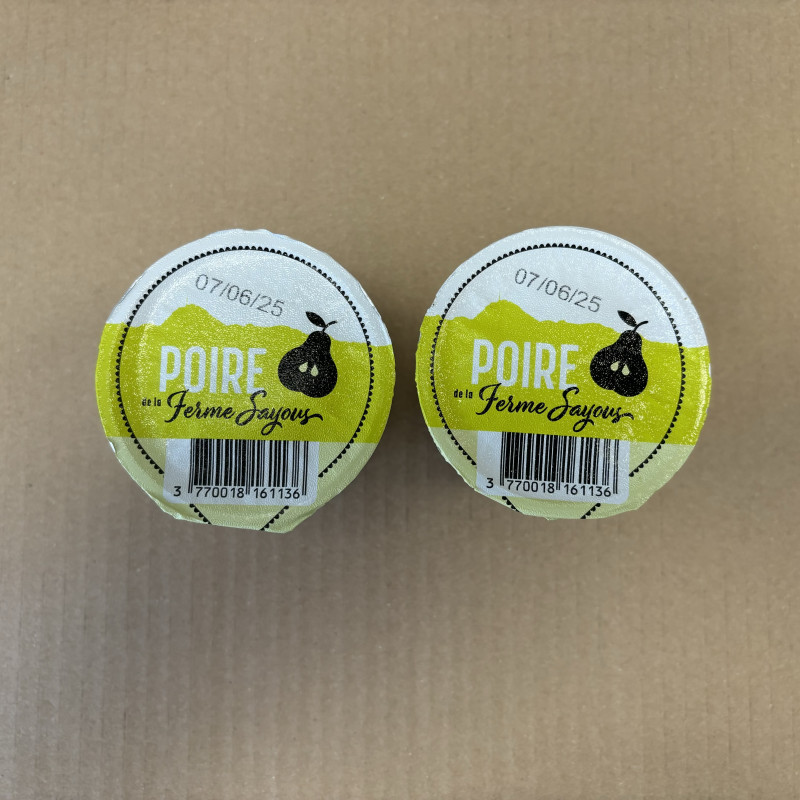 07/06/25
POIRE
de la Ferme Sayous
3 770018 161136
07/06/25
POIRE
de la Ferme Sayous
3 770018 161136